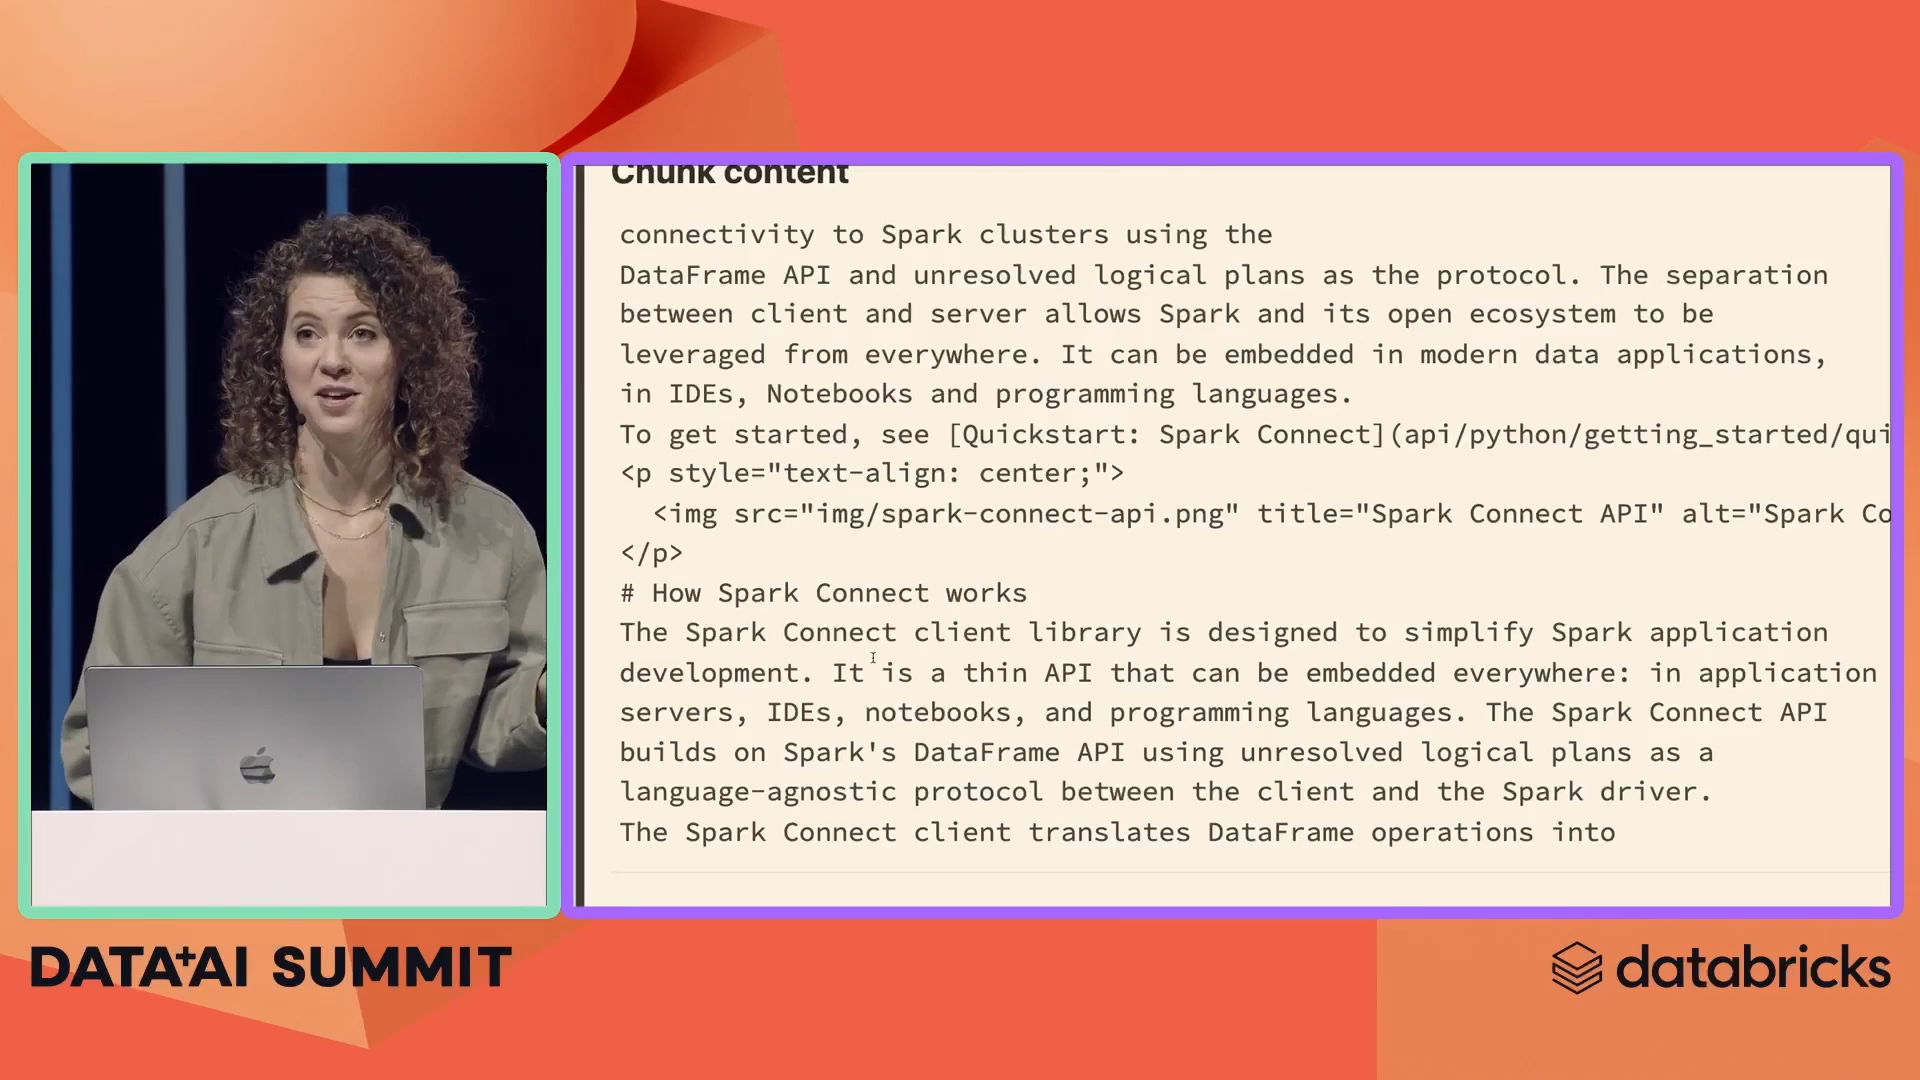 Chunk content
connectivity to Spark clusters using the
DataFrame API and unresolved logical plans as the protocol. The separation
between client and server allows Spark and its open ecosystem to be
leveraged from everywhere. It can be embedded in modern data applications,
in IDEs, Notebooks and programming languages.
To get started, see [Quickstart: Spark Connect](api/python/getting_started/qui
<p style="text-align: center;">
  <img src="img/spark-connect-api.png" title="Spark Connect API" alt="Spark Co
</p>
# How Spark Connect works
The Spark Connect client library is designed to simplify Spark application
development. It is a thin API that can be embedded everywhere: in application
servers, IDEs, notebooks, and programming languages. The Spark Connect API
builds on Spark's DataFrame API using unresolved logical plans as a
language-agnostic protocol between the client and the Spark driver.
The Spark Connect client translates DataFrame operations into
DATA+AI SUMMIT
databricks